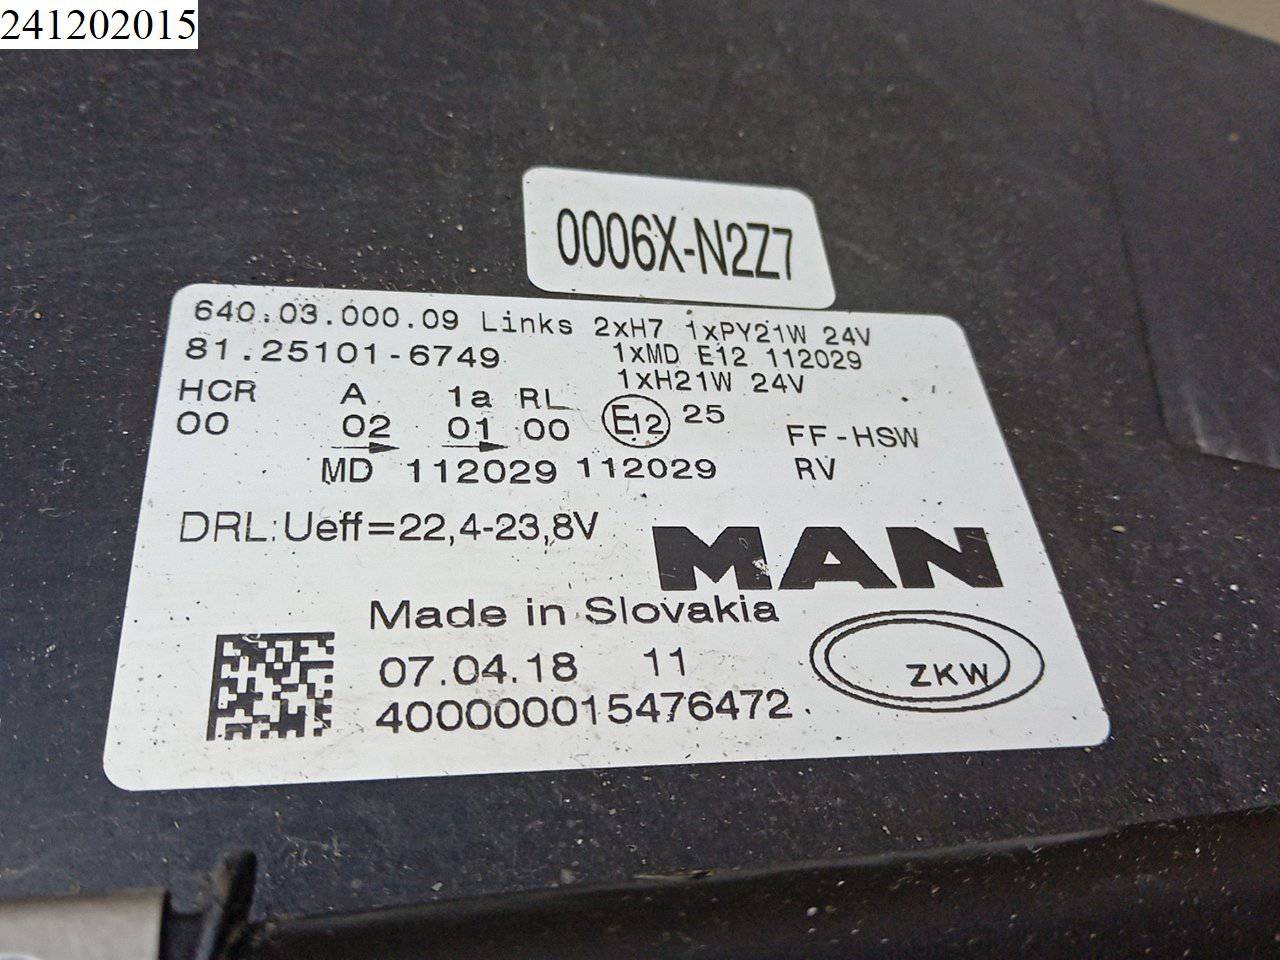 241202015
0006X-N2Z7
640.03.000.09 Links 2xH7 1xPY21W 24V
81.25101-6749 1xMD E12 112029
1xH21W 24V
HCR A 1a RL
00 02 01 00 E12 25 FF-HSW
MD 112029 112029 RV
DRL:Ueff=22,4-23,8V
MAN
Made in Slovakia
07.04.18 11
400000015476472
ZKW